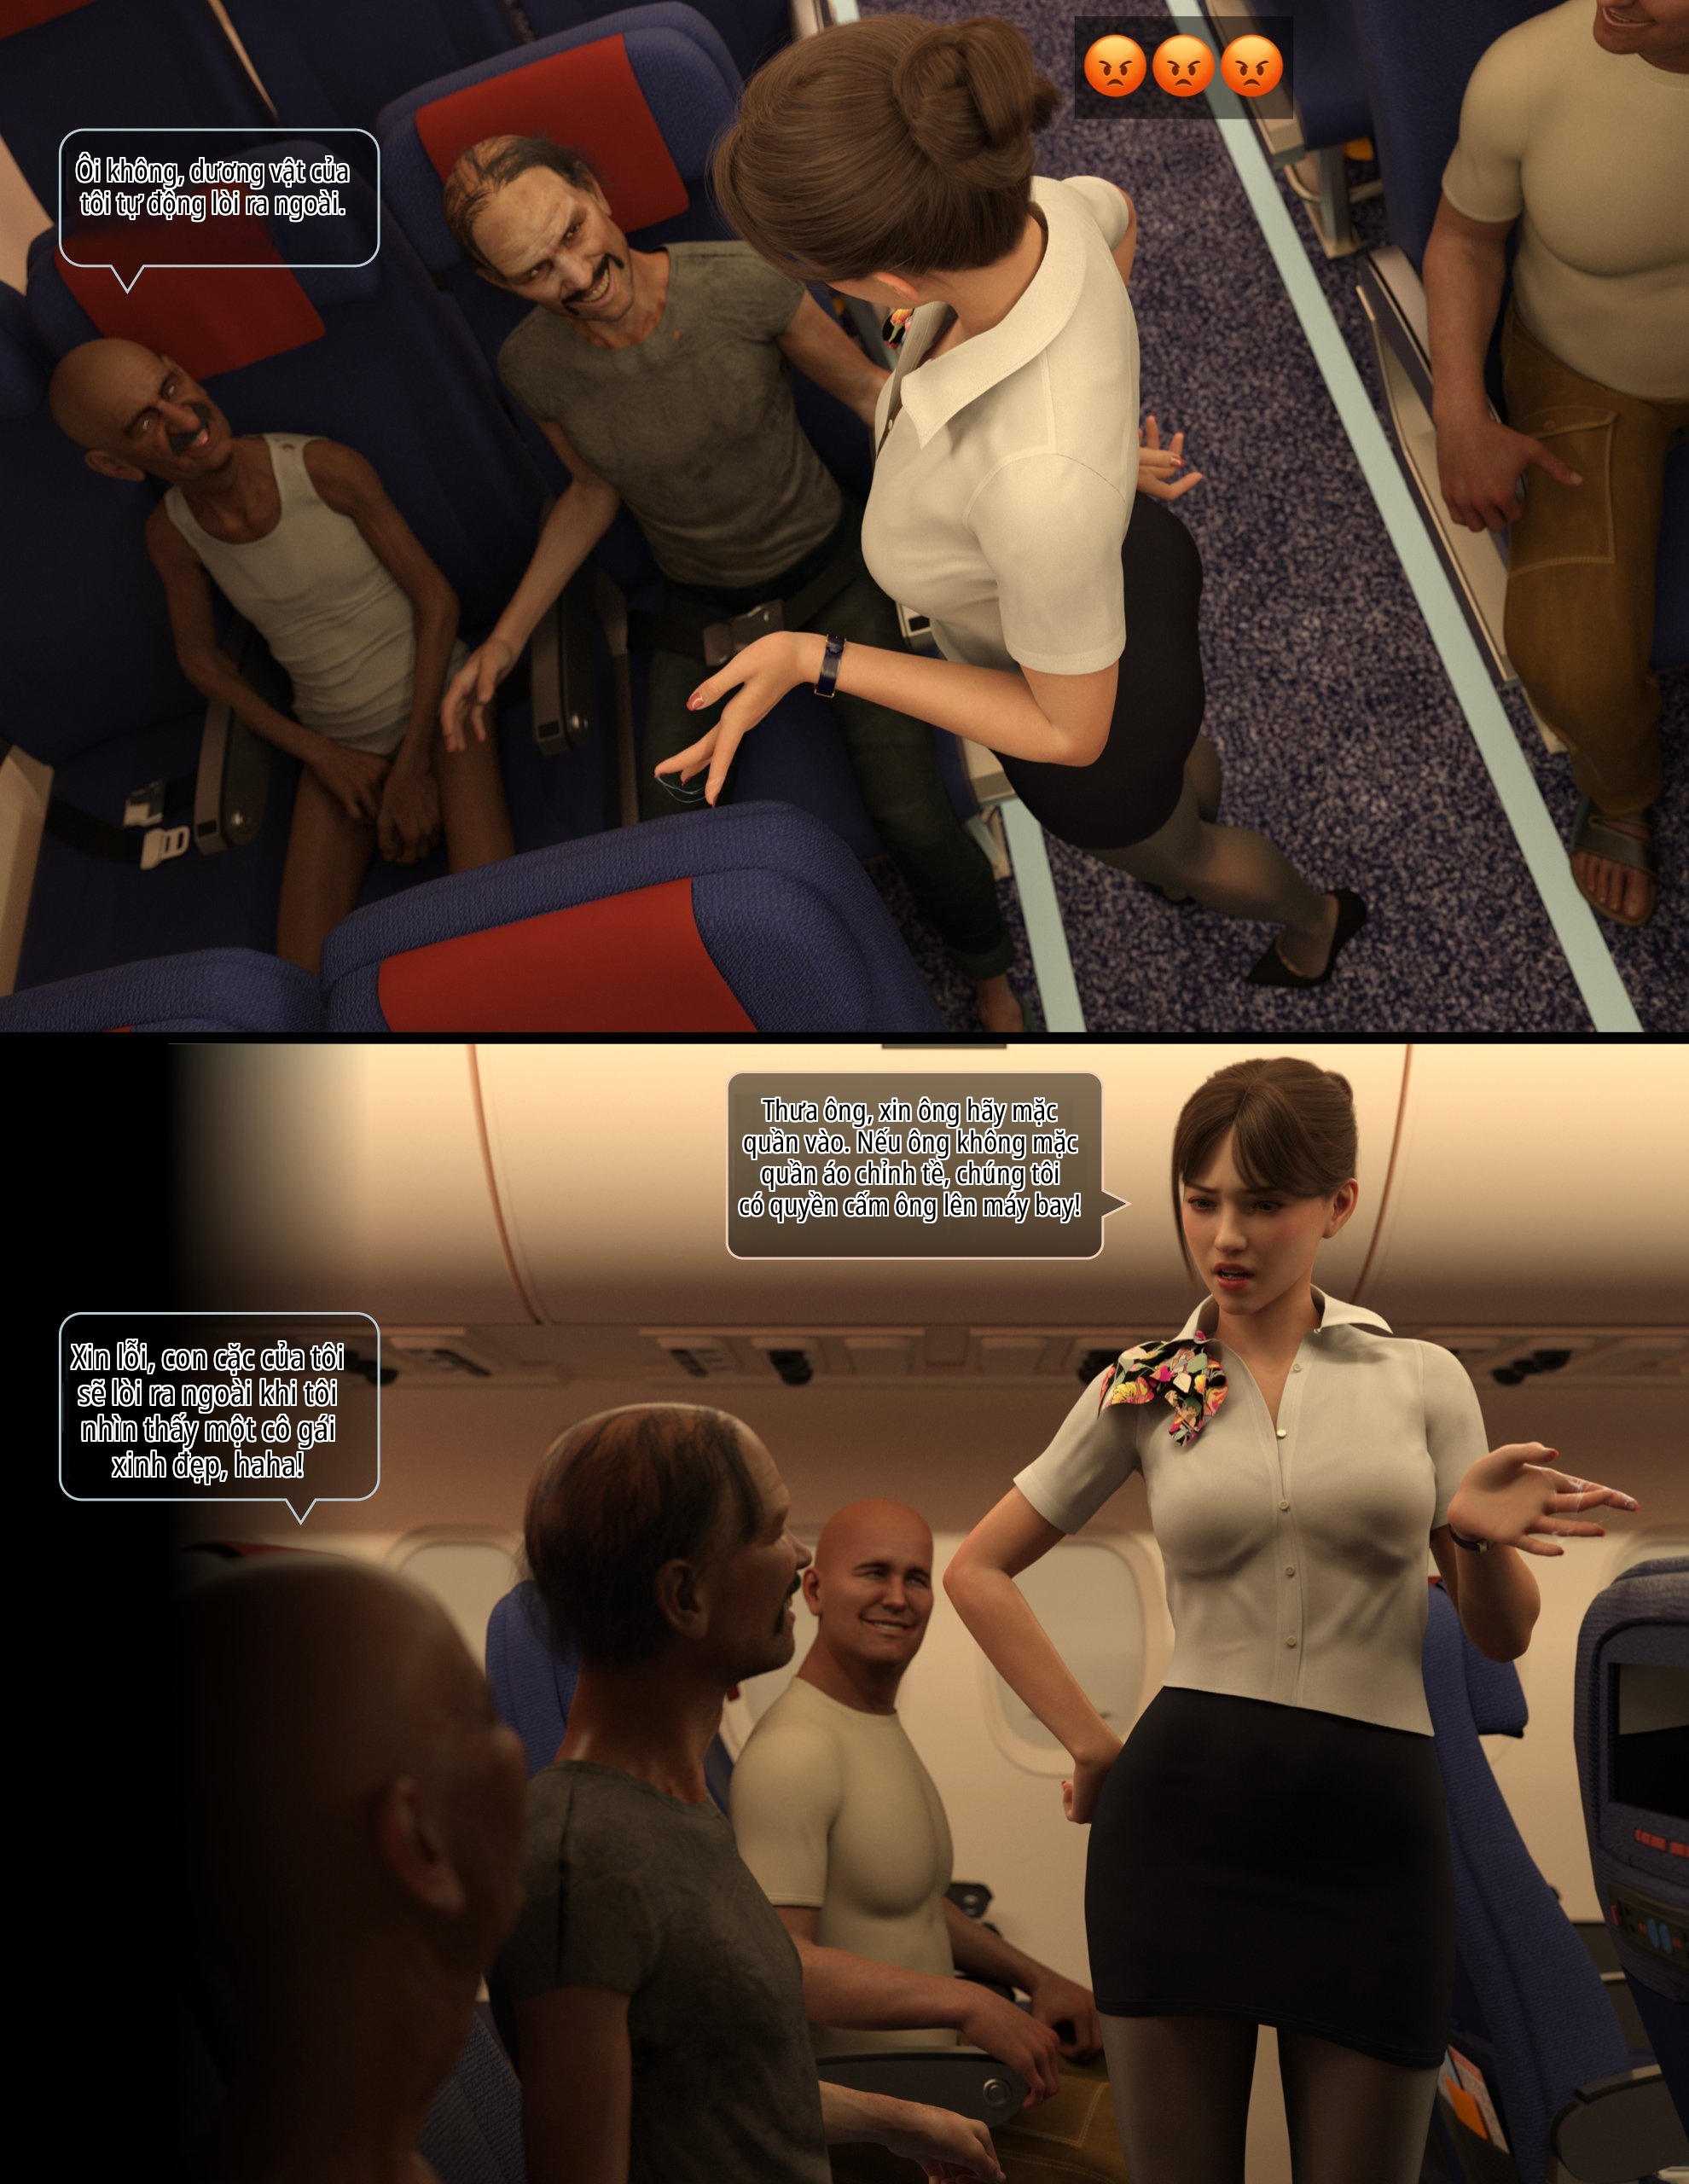 😡😡😡
Ôi không, dương vật của
tôi tự động lòi ra ngoài.
Thưa ông, xin ông hãy mặc
quần vào. Nếu ông không mặc
quần áo chỉnh tề, chúng tôi
có quyền cấm ông lên máy bay!
Xin lỗi, con cặc của tôi
sẽ lòi ra ngoài khi tôi
nhìn thấy một cô gái
xinh đẹp, haha!